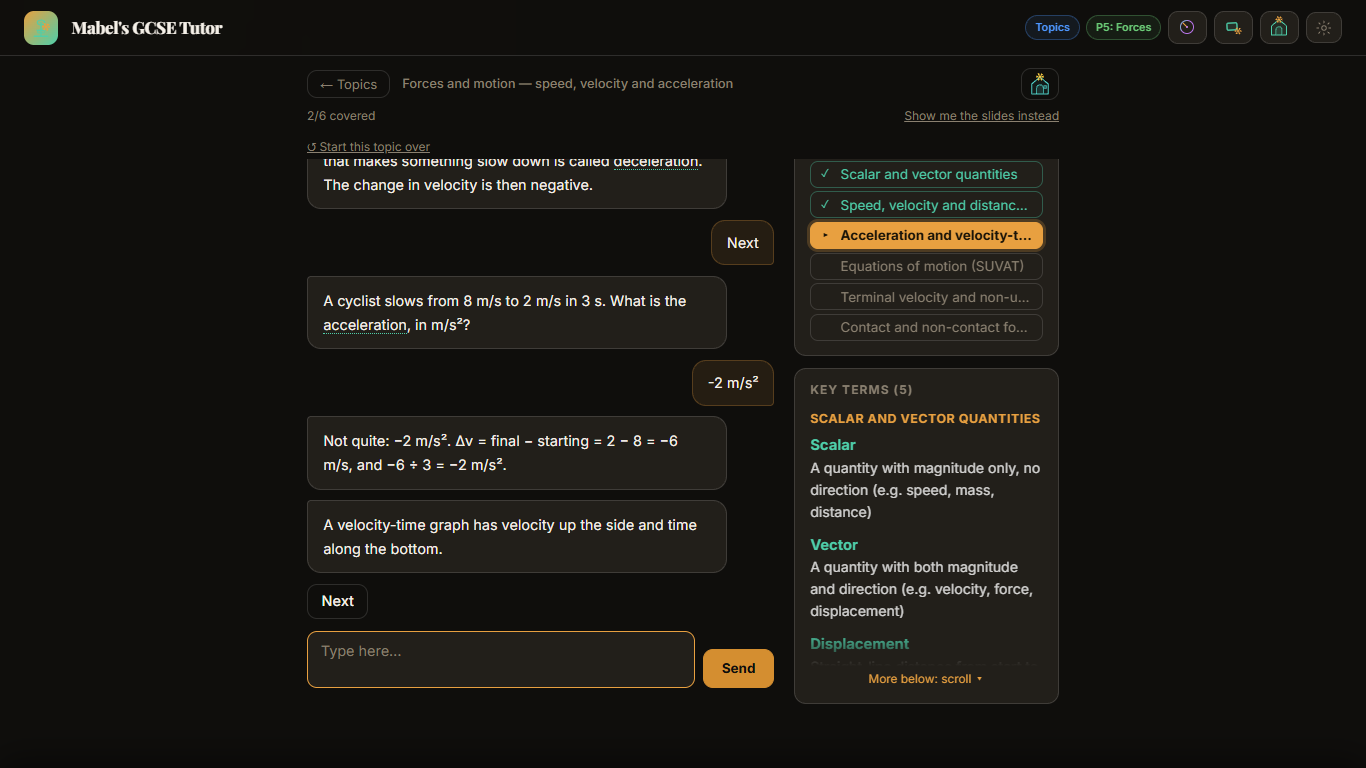 Mabel's GCSE Tutor
Topics
P5: Forces
← Topics
Forces and motion — speed, velocity and acceleration
2/6 covered
Show me the slides instead
↺ Start this topic over
that makes something slow down is called deceleration.
The change in velocity is then negative.
Next
A cyclist slows from 8 m/s to 2 m/s in 3 s. What is the
acceleration, in m/s²?
-2 m/s²
Not quite: −2 m/s². Δv = final − starting = 2 − 8 = −6
m/s, and −6 ÷ 3 = −2 m/s².
A velocity-time graph has velocity up the side and time
along the bottom.
Next
Type here...
Send
✓ Scalar and vector quantities
✓ Speed, velocity and distanc...
▸ Acceleration and velocity-t...
Equations of motion (SUVAT)
Terminal velocity and non-u...
Contact and non-contact fo...
KEY TERMS (5)
SCALAR AND VECTOR QUANTITIES
Scalar
A quantity with magnitude only, no
direction (e.g. speed, mass,
distance)
Vector
A quantity with both magnitude
and direction (e.g. velocity, force,
displacement)
Displacement
More below: scroll ▾